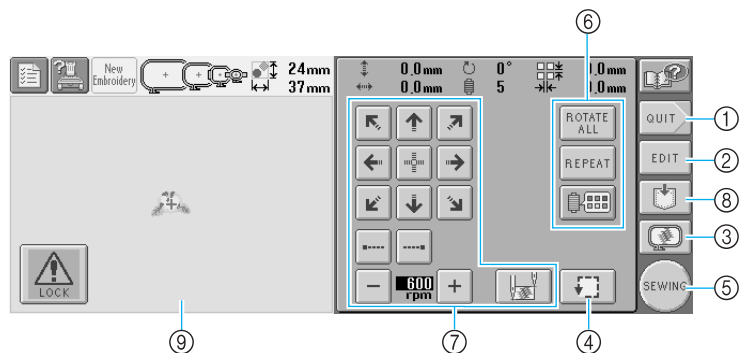 ⑥
New
Embroidery
24mm
37mm
0.0mm
0.0mm
0°
5
0.0mm
0.0mm
ROTATE
ALL
REPEAT
QUIT
①
EDIT
②
⑧
③
LOCK
−
600
rpm
+
SEWING
⑤
⑨
⑦
④